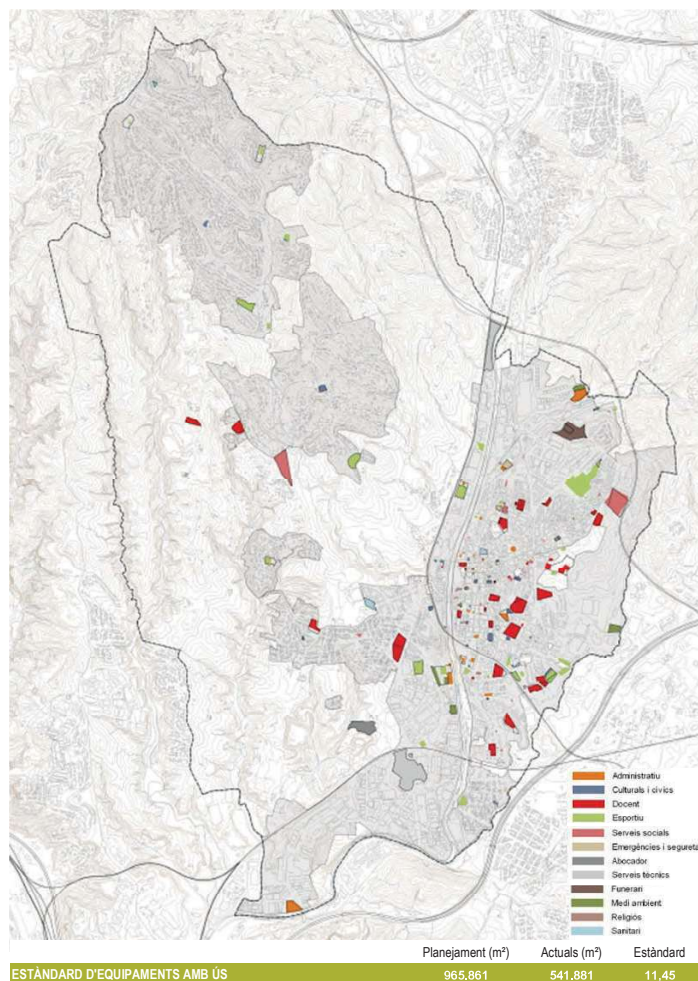 Administratiu
Culturals i cívics
Docent
Esportiu
Serveis socials
Emergències i segureta
Abocador
Serveis tècnics
Funerari
Medi ambient
Religiós
Sanitari
Planejament (m²) Actuals (m²) Estàndard
ESTÀNDARD D'EQUIPAMENTS AMB ÚS 965.861 541.881 11,45